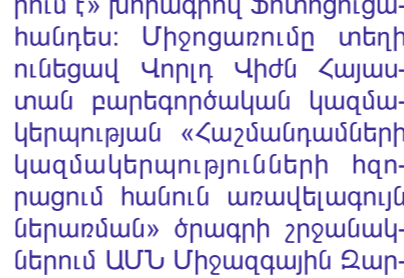 րում է» խորագրով Ֆոտոցուցա-
հանդես: Միջոցառումը տեղի
ունեցավ Վորլդ Վիժն Հայաս-
տան բարեգործական կազմա-
կերպության «Հաշմանդամների
կազմակերպությունների հզո-
րացում հանուն առավելագույն
ներառման» ծրագրի շրջանակ-
ներում ԱՄՆ Միջազգային Զար-